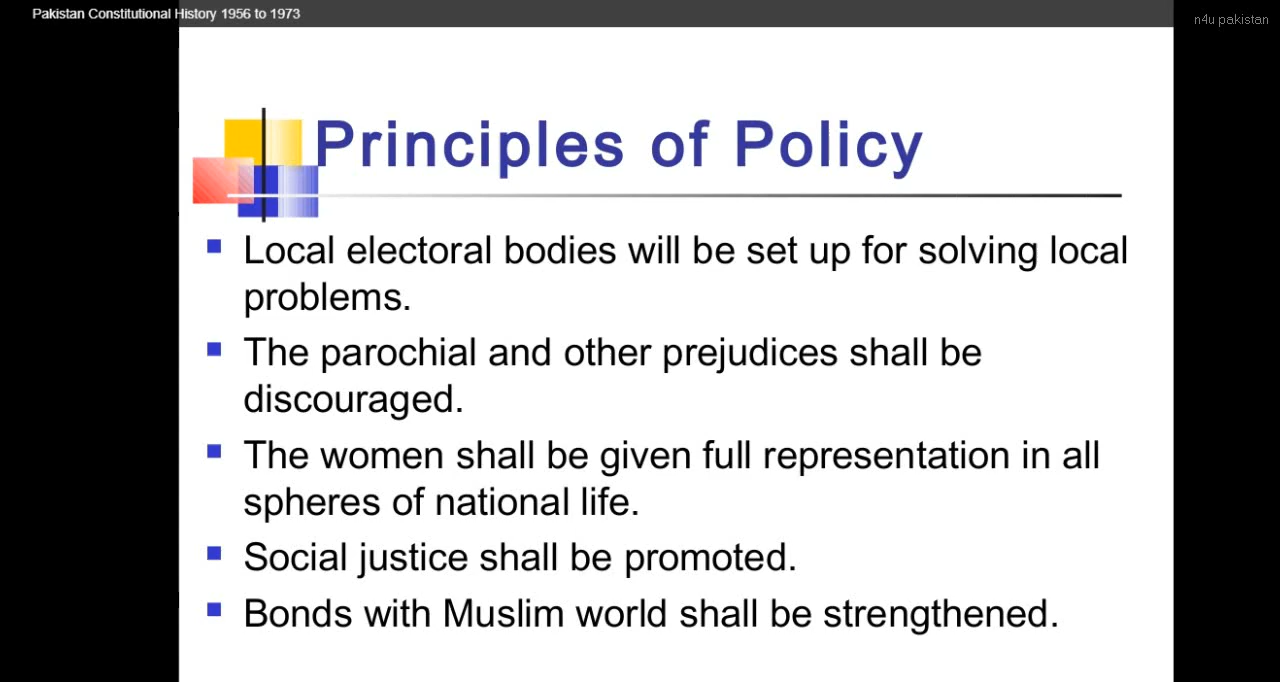 Pakistan Constitutional History 1956 to 1973
n4u pakistan
Principles of Policy
Local electoral bodies will be set up for solving local
problems.
The parochial and other prejudices shall be
discouraged.
The women shall be given full representation in all
spheres of national life.
Social justice shall be promoted.
Bonds with Muslim world shall be strengthened.